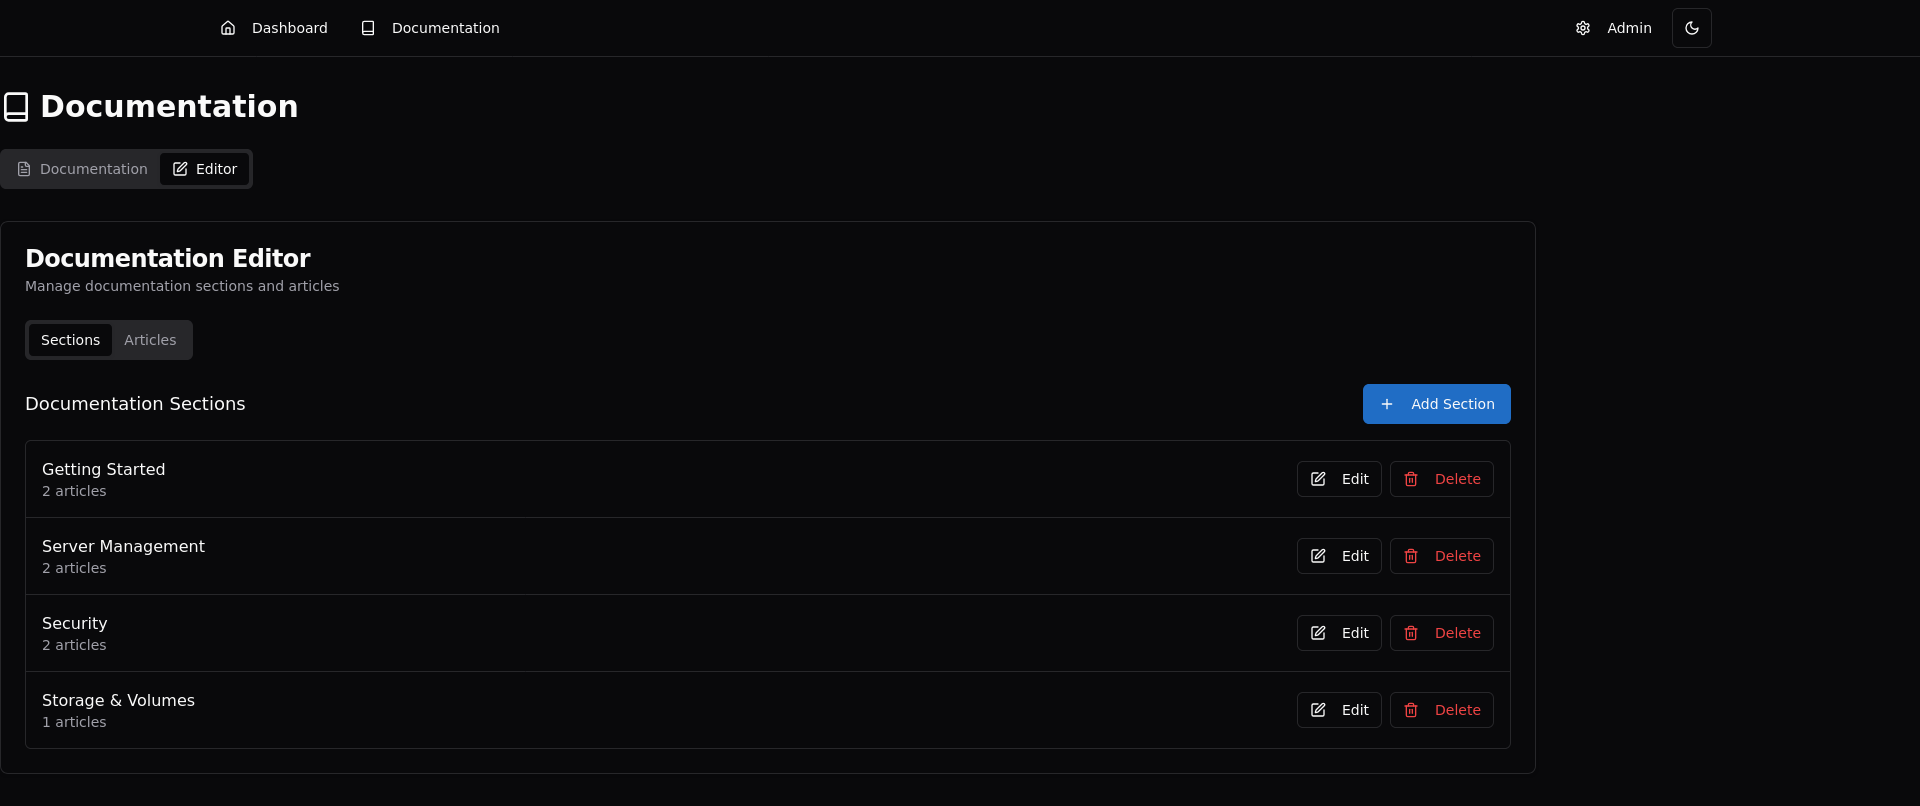 Dashboard
Documentation
Admin
Documentation
Documentation
Editor
Documentation Editor
Manage documentation sections and articles
Sections
Articles
Documentation Sections
Add Section
Getting Started
2 articles
Edit
Delete
Server Management
2 articles
Edit
Delete
Security
2 articles
Edit
Delete
Storage & Volumes
1 articles
Edit
Delete